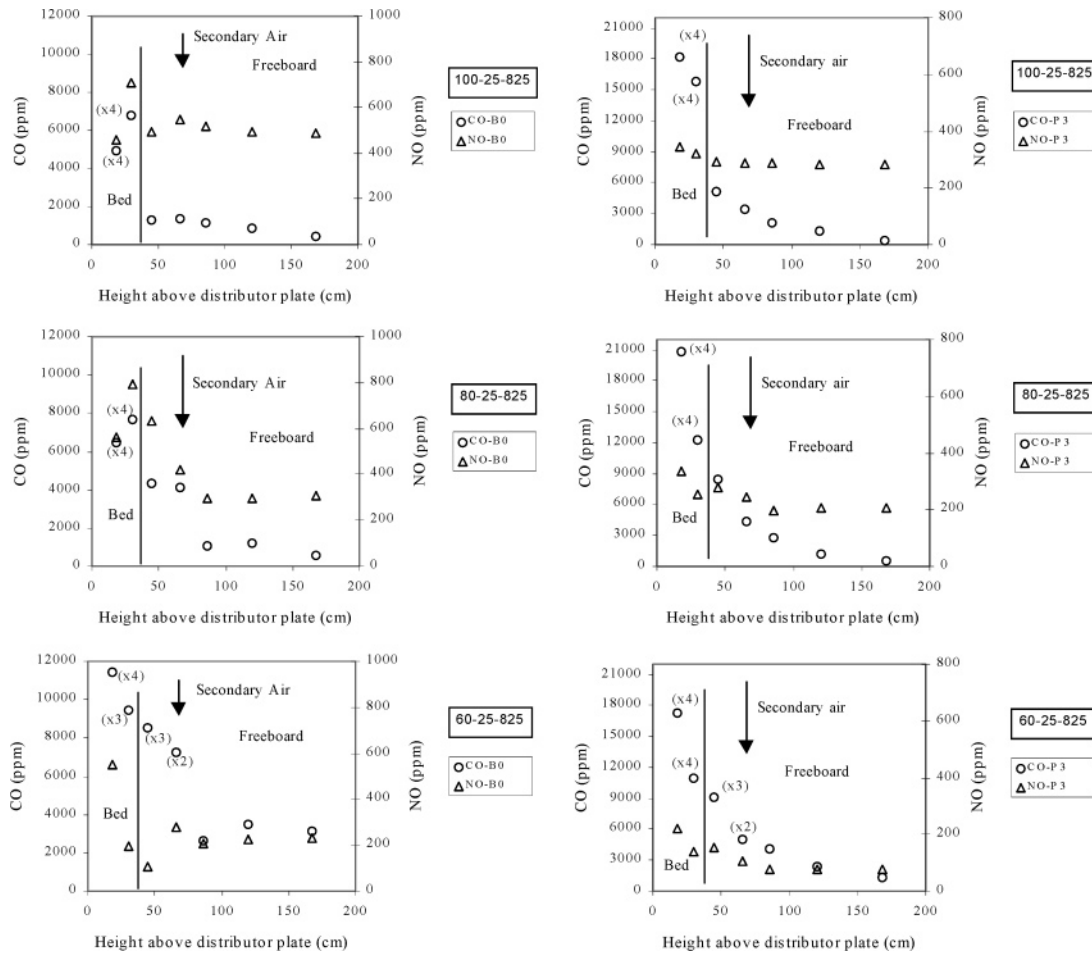 12000 1000
Secondary Air
10000 800
Freeboard
8000
(x4) 600
6000
(x4) 400
4000
Bed
2000 200
0 0
0 50 100 150 200
CO (ppm)
NO (ppm)
Height above distributor plate (cm)
100-25-825
CO-B0
NO-B0
21000 800
(x4)
18000
Secondary air
600
15000
(x4)
12000
Freeboard 400
9000
6000 200
Bed
3000
0 0
0 50 100 150 200
CO (ppm)
NO (ppm)
Height above distributor plate (cm)
100-25-825
CO-P3
NO-P3
12000 1000
10000 Secondary Air
800
8000
(x4) Freeboard 600
6000 (x4)
400
4000
Bed
2000 200
0 0
0 50 100 150 200
CO (ppm)
NO (ppm)
Height above distributor plate (cm)
80-25-825
CO-B0
NO-B0
21000 (x4) 800
18000
Secondary air 600
15000
(x4)
12000
Freeboard 400
9000
6000
Bed 200
3000
0 0
0 50 100 150 200
CO (ppm)
NO (ppm)
Height above distributor plate (cm)
80-25-825
CO-P3
NO-P3
12000 1000
(x4)
Secondary Air
10000
(x3) 800
8000 (x3) Freeboard
(x2) 600
6000
400
4000
Bed
2000 200
0 0
0 50 100 150 200
CO (ppm)
NO (ppm)
Height above distributor plate (cm)
60-25-825
CO-B0
NO-B0
21000 800
(x4)
18000
Secondary air
600
15000
(x4)
12000
(x3) Freeboard 400
9000
(x2)
6000
200
3000 Bed
0 0
0 50 100 150 200
CO (ppm)
NO (ppm)
Height above distributor plate (cm)
60-25-825
CO-P3
NO-P3